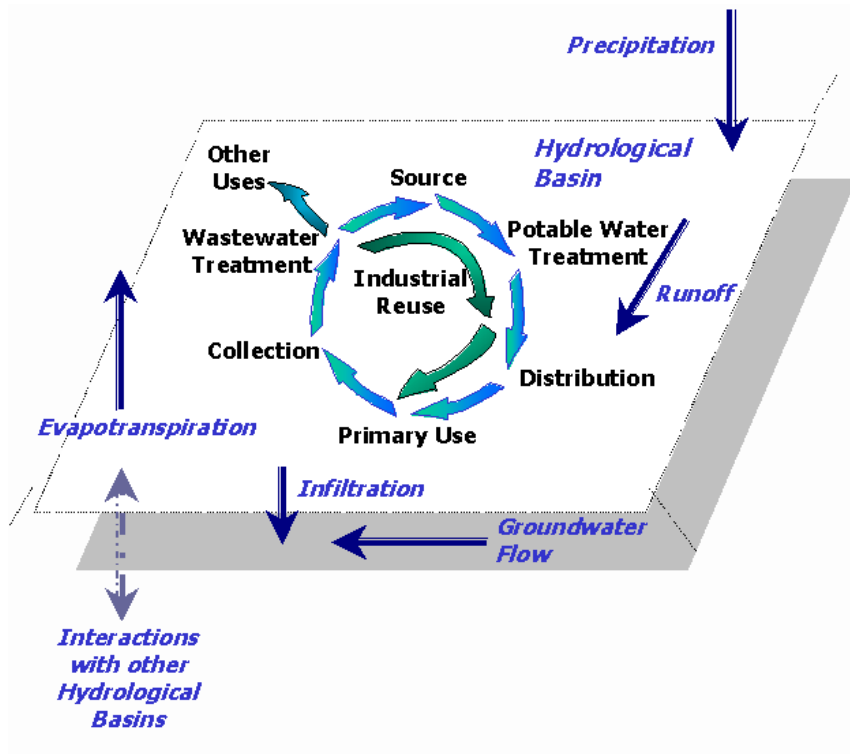 Precipitation
Hydrological
Basin
Other
Uses
Source
Potable Water
Treatment
Wastewater
Treatment
Industrial
Reuse
Runoff
Collection
Distribution
Primary Use
Evapotranspiration
Infiltration
Groundwater
Flow
Interactions
with other
Hydrological
Basins